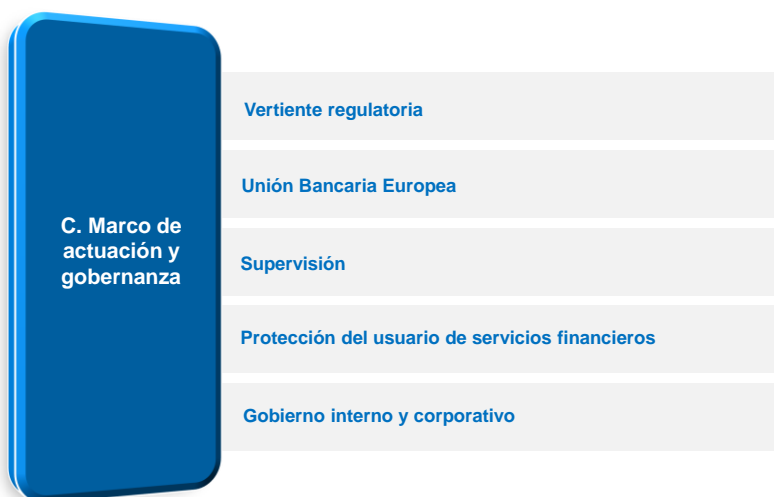 C. Marco de
actuación y
gobernanza
Vertiente regulatoria
Unión Bancaria Europea
Supervisión
Protección del usuario de servicios financieros
Gobierno interno y corporativo